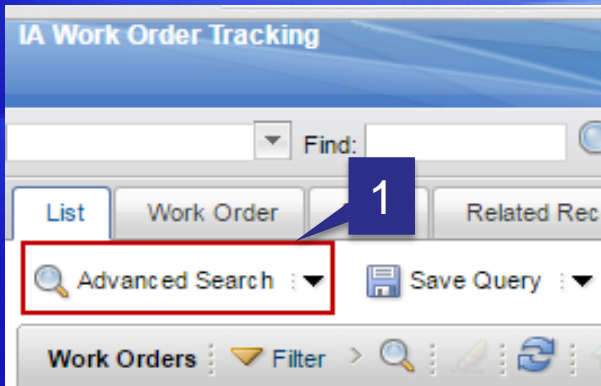 IA Work Order Tracking
Find:
1
List Work Order Related Rec
Advanced Search Save Query
Work Orders Filter >